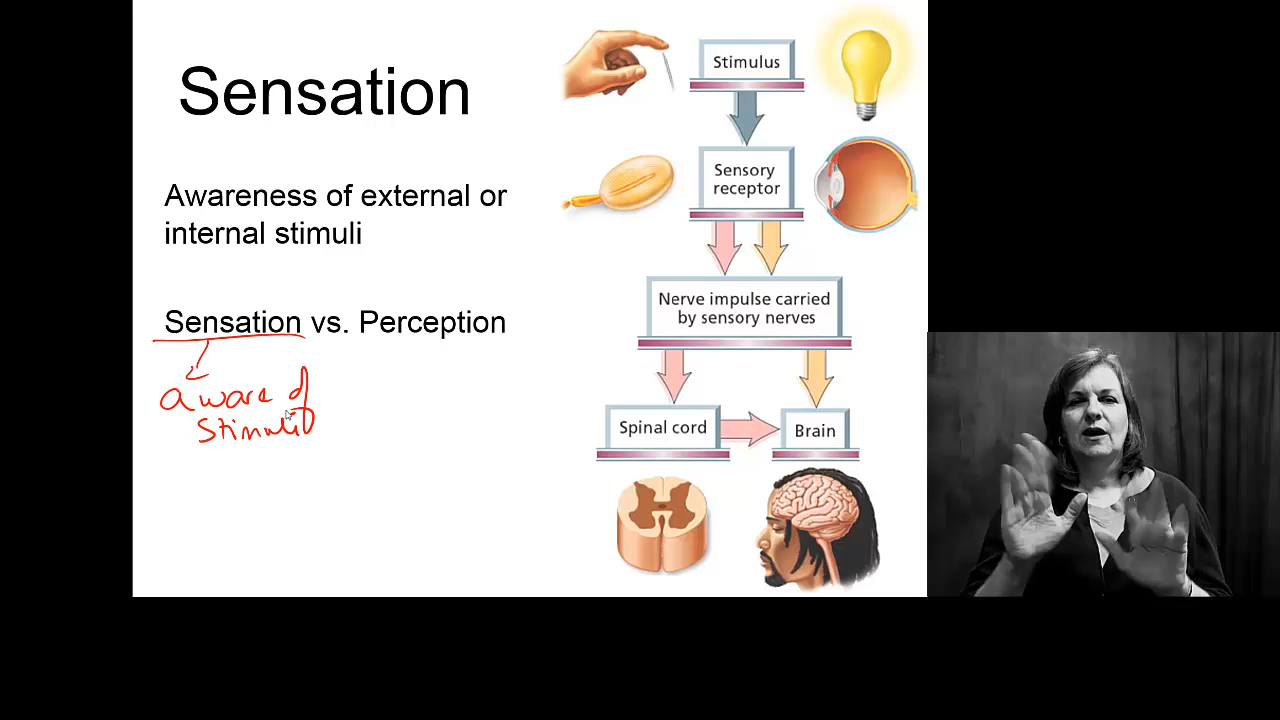 Sensation
Awareness of external or
internal stimuli
Sensation vs. Perception
aware of
stimuli
Stimulus
Sensory
receptor
Nerve impulse carried
by sensory nerves
Spinal cord
Brain